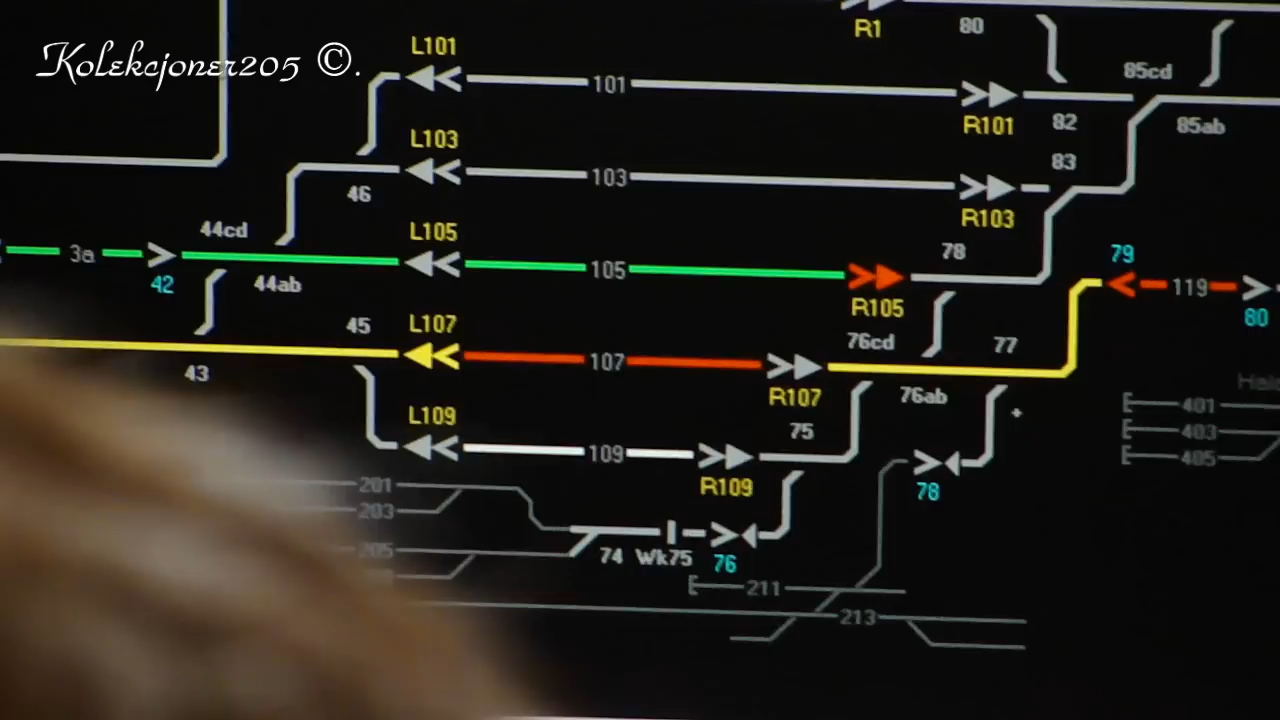 Kolekcjoner205 ©.
R1 80
L101
101
R101 82
85cd
85ab
L103
46
103
R103 83
44cd
3a
42
44ab
L105
105
R105
78
79
119
80
45
43
L107
107
R107
76cd
76ab
77
L109
109
R109
75
78
401
403
405
201
203
205
74 Wk75 76
211
213